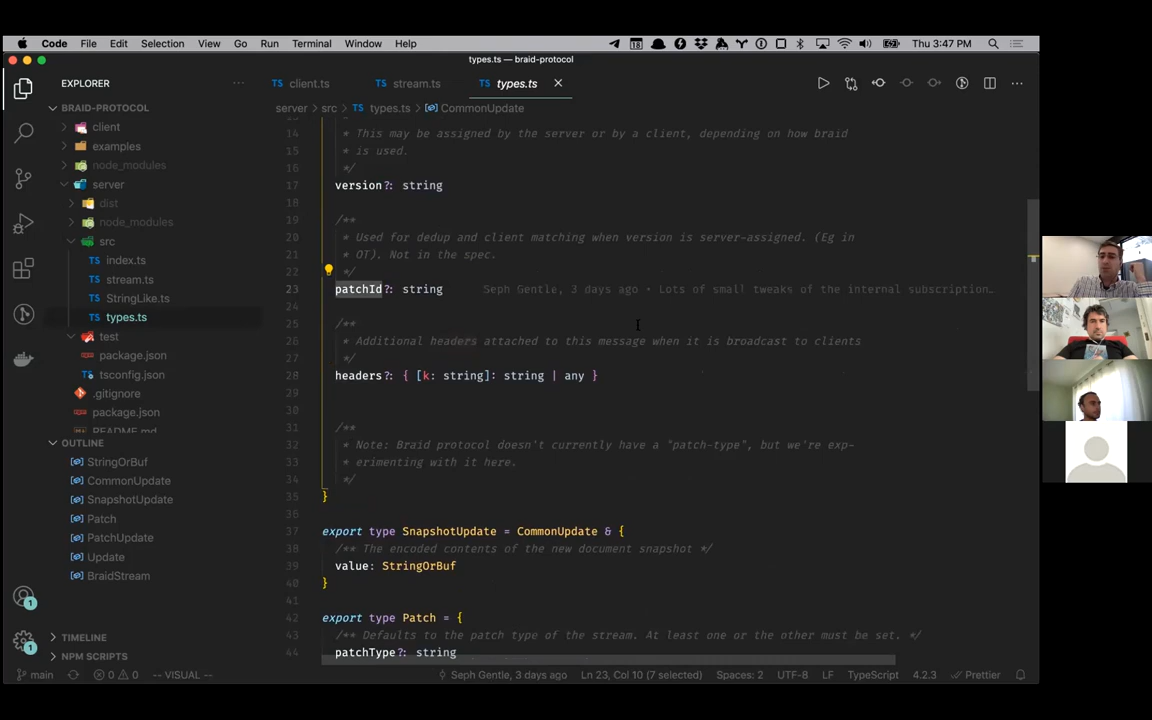 Code File Edit Selection View Go Run Terminal Window Help
18
Thu 3:47 PM
types.ts — braid-protocol
EXPLORER
client.ts
stream.ts
types.ts
BRAID-PROTOCOL
server > src > types.ts > CommonUpdate
client
examples
node_modules
server
dist
node_modules
src
index.ts
stream.ts
StringLike.ts
types.ts
test
package.json
tsconfig.json
.gitignore
package.json
README.md
OUTLINE
StringOrBuf
CommonUpdate
SnapshotUpdate
Patch
PatchUpdate
Update
BraidStream
1
1
TIMELINE
NPM SCRIPTS
14 * This may be assigned by the server or by a client, depending on how braid
15 * is used.
16 */
17 version?: string
18
19 /**
20 * Used for dedup and client matching when version is server-assigned. (Eg in
21 * OT). Not in the spec.
22 */
23 patchId?: string Seph Gentle, 3 days ago • Lots of small tweaks of the internal subscription…
24
25 /**
26 * Additional headers attached to this message when it is broadcast to clients
27 */
28 headers?: { [k: string]: string | any }
29
30
31 /**
32 * Note: Braid protocol doesn't currently have a "patch-type", but we're exp-
33 * erimenting with it here.
34 */
35 }
36
37 export type SnapshotUpdate = CommonUpdate & {
38 /** The encoded contents of the new document snapshot */
39 value: StringOrBuf
40 }
41
42 export type Patch = {
43 /** Defaults to the patch type of the stream. At least one or the other must be set. */
44 patchType?: string
main 0 0 -- VISUAL -- Seph Gentle, 3 days ago Ln 23, Col 10 (7 selected) Spaces: 2 UTF-8 LF TypeScript 4.2.3 Prettier